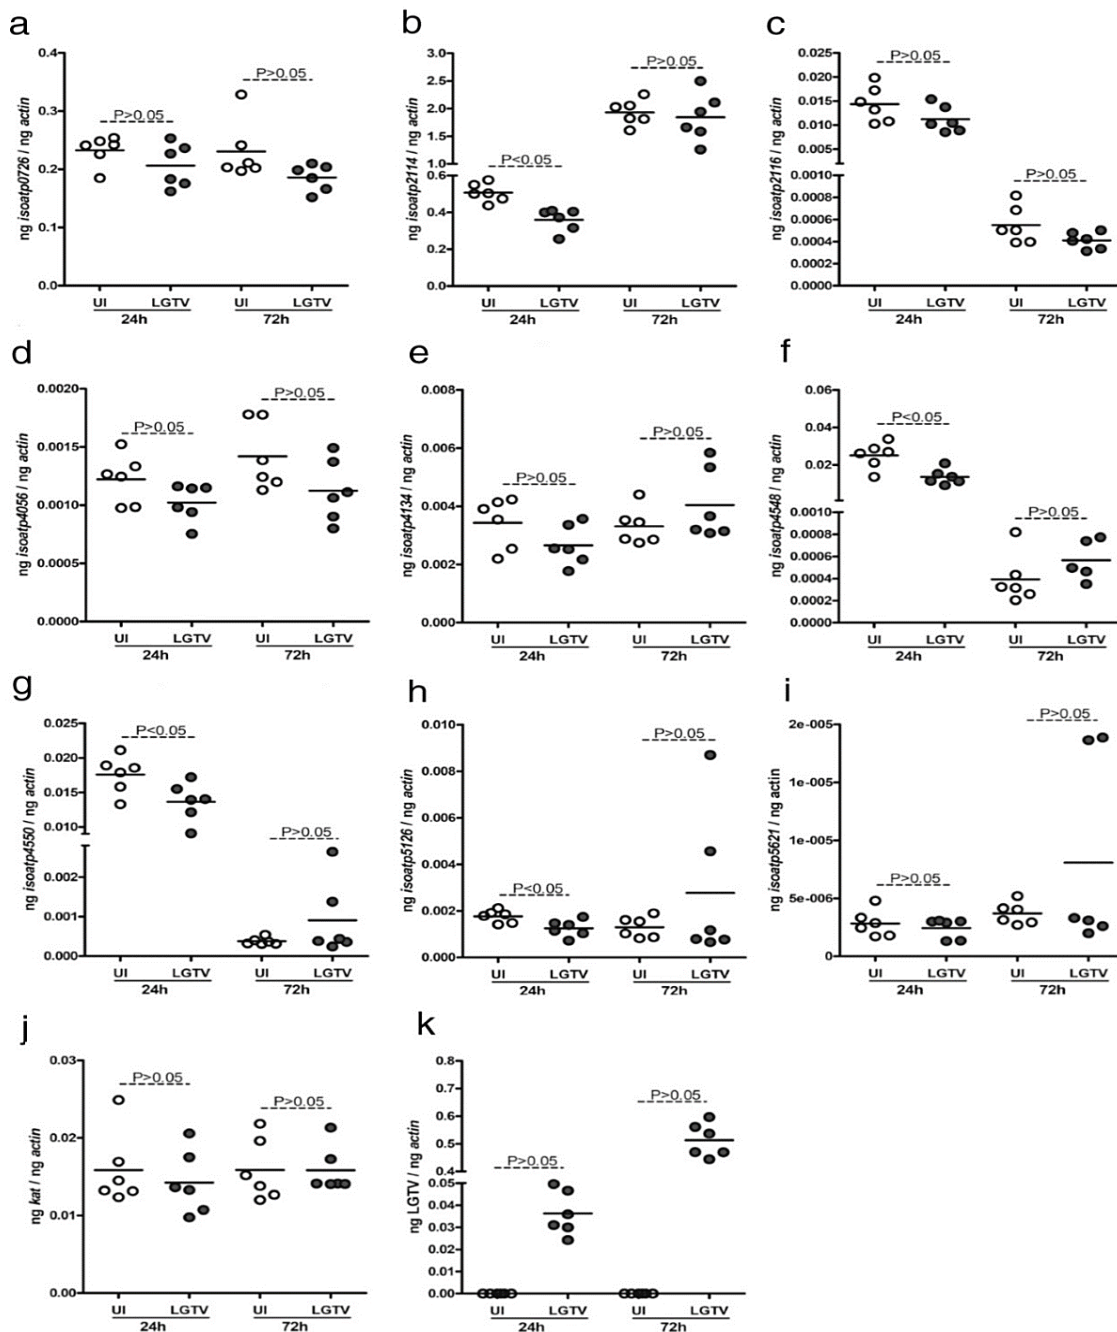 a
ng isoatp0726 / ng actin
0.4
0.3
0.2
0.1
0.0
P>0.05
P>0.05
UI LGTV UI LGTV
24h 72h
b
ng isoatp2114 / ng actin
3.0
2.5
2.0
1.5
1.0
0.6
0.4
0.2
0.0
P<0.05
P>0.05
UI LGTV UI LGTV
24h 72h
c
ng isoatp2116 / ng actin
0.025
0.020
0.015
0.010
0.005
0.0010
0.0008
0.0006
0.0004
0.0002
0.0000
P>0.05
P>0.05
UI LGTV UI LGTV
24h 72h
d
ng isoatp4056 / ng actin
0.0020
0.0015
0.0010
0.0005
0.0000
P>0.05
P>0.05
UI LGTV UI LGTV
24h 72h
e
ng isoatp4134 / ng actin
0.008
0.006
0.004
0.002
0.000
P>0.05
P>0.05
UI LGTV UI LGTV
24h 72h
f
ng isoatp4548 / ng actin
0.06
0.04
0.02
0.0010
0.0008
0.0006
0.0004
0.0002
0.0000
P<0.05
P>0.05
UI LGTV UI LGTV
24h 72h
g
ng isoatp4550 / ng actin
0.025
0.020
0.015
0.010
0.002
0.001
0.000
P<0.05
P>0.05
UI LGTV UI LGTV
24h 72h
h
ng isoatp5126 / ng actin
0.010
0.008
0.006
0.004
0.002
0.000
P<0.05
P>0.05
UI LGTV UI LGTV
24h 72h
i
ng isoatp5621 / ng actin
2e-005
1e-005
1e-005
5e-006
0
P>0.05
P>0.05
UI LGTV UI LGTV
24h 72h
j
ng kat / ng actin
0.03
0.02
0.01
0.00
P>0.05
P>0.05
UI LGTV UI LGTV
24h 72h
k
ng LGTV / ng actin
0.8
0.7
0.6
0.5
0.4
0.05
0.04
0.03
0.02
0.01
0.00
P>0.05
P>0.05
UI LGTV UI LGTV
24h 72h